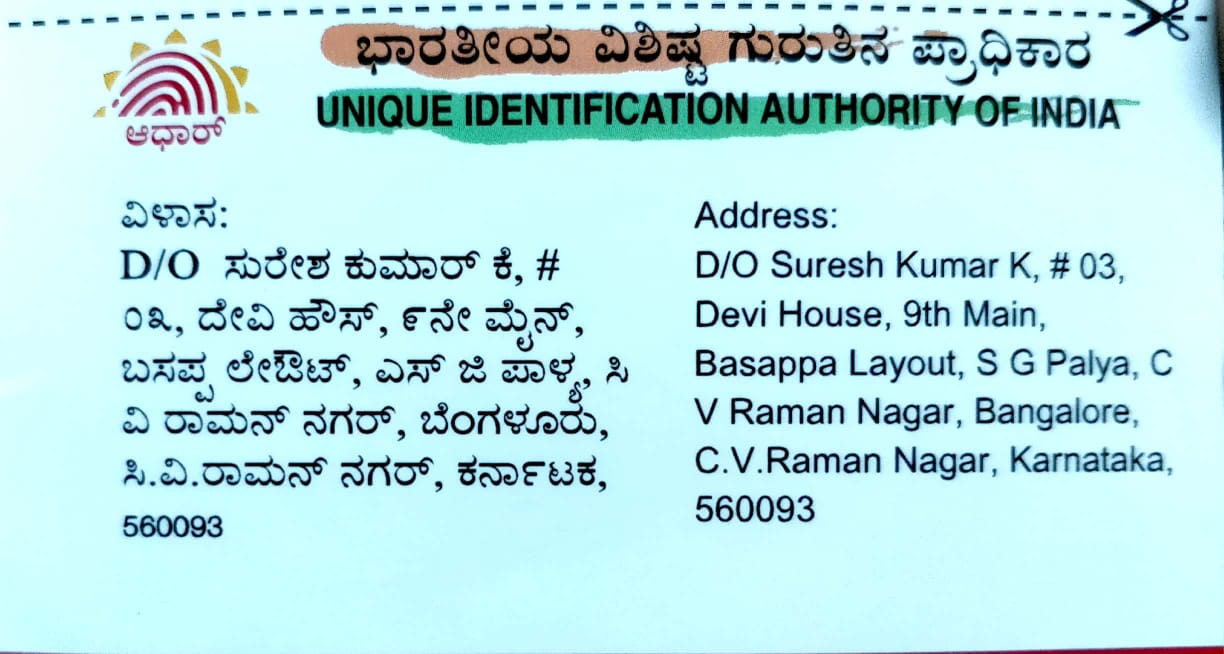 ಭಾರತೀಯ ವಿಶಿಷ್ಟ ಗುರುತಿನ ಪ್ರಾಧಿಕಾರ
UNIQUE IDENTIFICATION AUTHORITY OF INDIA
ಆಧಾರ್
ವಿಳಾಸ:
D/O ಸುರೇಶ ಕುಮಾರ್ ಕೆ, #
೦೩, ದೇವಿ ಹೌಸ್, ೯ನೇ ಮೈನ್,
ಬಸಪ್ಪ ಲೇಔಟ್, ಎಸ್ ಜಿ ಪಾಳ್ಯ, ಸಿ
ವಿ ರಾಮನ್ ನಗರ್, ಬೆಂಗಳೂರು,
ಸಿ.ವಿ.ರಾಮನ್ ನಗರ್, ಕರ್ನಾಟಕ,
560093
Address:
D/O Suresh Kumar K, # 03,
Devi House, 9th Main,
Basappa Layout, S G Palya, C
V Raman Nagar, Bangalore,
C.V.Raman Nagar, Karnataka,
560093